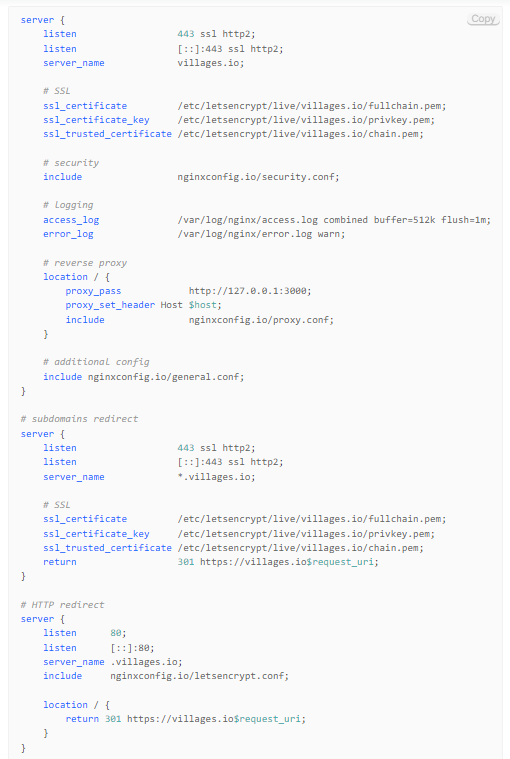 Copy
server {
    listen                  443 ssl http2;
    listen                  [::]:443 ssl http2;
    server_name             villages.io;

    # SSL
    ssl_certificate         /etc/letsencrypt/live/villages.io/fullchain.pem;
    ssl_certificate_key     /etc/letsencrypt/live/villages.io/privkey.pem;
    ssl_trusted_certificate /etc/letsencrypt/live/villages.io/chain.pem;

    # security
    include                 nginxconfig.io/security.conf;

    # logging
    access_log              /var/log/nginx/access.log combined buffer=512k flush=1m;
    error_log               /var/log/nginx/error.log warn;

    # reverse proxy
    location / {
        proxy_pass            http://127.0.0.1:3000;
        proxy_set_header Host $host;
        include               nginxconfig.io/proxy.conf;
    }

    # additional config
    include nginxconfig.io/general.conf;
}

# subdomains redirect
server {
    listen                  443 ssl http2;
    listen                  [::]:443 ssl http2;
    server_name             *.villages.io;

    # SSL
    ssl_certificate         /etc/letsencrypt/live/villages.io/fullchain.pem;
    ssl_certificate_key     /etc/letsencrypt/live/villages.io/privkey.pem;
    ssl_trusted_certificate /etc/letsencrypt/live/villages.io/chain.pem;
    return                  301 https://villages.io$request_uri;
}

# HTTP redirect
server {
    listen      80;
    listen      [::]:80;
    server_name .villages.io;
    include     nginxconfig.io/letsencrypt.conf;

    location / {
        return 301 https://villages.io$request_uri;
    }
}